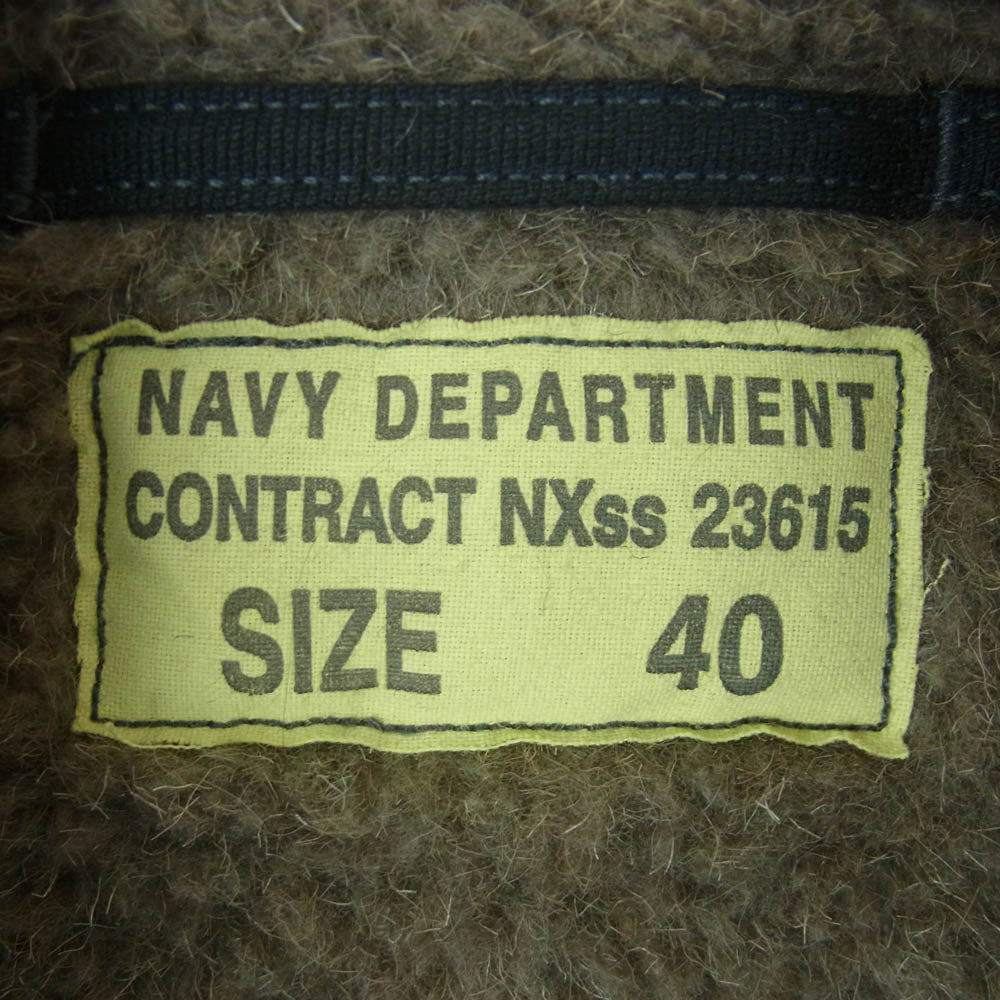 NAVY DEPARTMENT
CONTRACT NXss 23615
SIZE 40